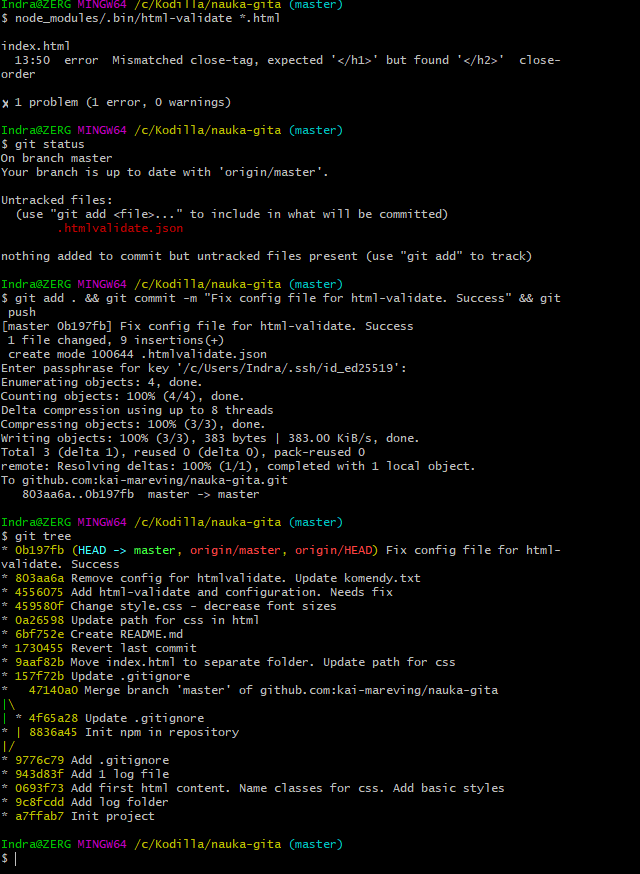 Indra@ZERG MINGW64 /c/Kodilla/nauka-gita (master)
$ node_modules/.bin/html-validate *.html

index.html
  13:50  error  Mismatched close-tag, expected '</h1>' but found '</h2>'  close-
order

x 1 problem (1 error, 0 warnings)

Indra@ZERG MINGW64 /c/Kodilla/nauka-gita (master)
$ git status
On branch master
Your branch is up to date with 'origin/master'.

Untracked files:
  (use "git add <file>..." to include in what will be committed)
        .htmlvalidate.json

nothing added to commit but untracked files present (use "git add" to track)

Indra@ZERG MINGW64 /c/Kodilla/nauka-gita (master)
$ git add . && git commit -m "Fix config file for html-validate. Success" && git
 push
[master 0b197fb] Fix config file for html-validate. Success
 1 file changed, 9 insertions(+)
 create mode 100644 .htmlvalidate.json
Enter passphrase for key '/c/Users/Indra/.ssh/id_ed25519':
Enumerating objects: 4, done.
Counting objects: 100% (4/4), done.
Delta compression using up to 8 threads
Compressing objects: 100% (3/3), done.
Writing objects: 100% (3/3), 383 bytes | 383.00 KiB/s, done.
Total 3 (delta 1), reused 0 (delta 0), pack-reused 0
remote: Resolving deltas: 100% (1/1), completed with 1 local object.
To github.com:kai-mareving/nauka-gita.git
   803aa6a..0b197fb  master -> master

Indra@ZERG MINGW64 /c/Kodilla/nauka-gita (master)
$ git tree
* 0b197fb (HEAD -> master, origin/master, origin/HEAD) Fix config file for html-
validate. Success
* 803aa6a Remove config for htmlvalidate. Update komendy.txt
* 4556075 Add html-validate and configuration. Needs fix
* 459580f Change style.css - decrease font sizes
* 0a26598 Update path for css in html
* 6bf752e Create README.md
* 1730455 Revert last commit
* 9aaf82b Move index.html to separate folder. Update path for css
* 157f72b Update .gitignore
*   47140a0 Merge branch 'master' of github.com:kai-mareving/nauka-gita
|\
| * 4f65a28 Update .gitignore
* | 8836a45 Init npm in repository
|/
* 9776c79 Add .gitignore
* 943d83f Add 1 log file
* 0693f73 Add first html content. Name classes for css. Add basic styles
* 9c8fcdd Add log folder
* a7ffab7 Init project

Indra@ZERG MINGW64 /c/Kodilla/nauka-gita (master)
$